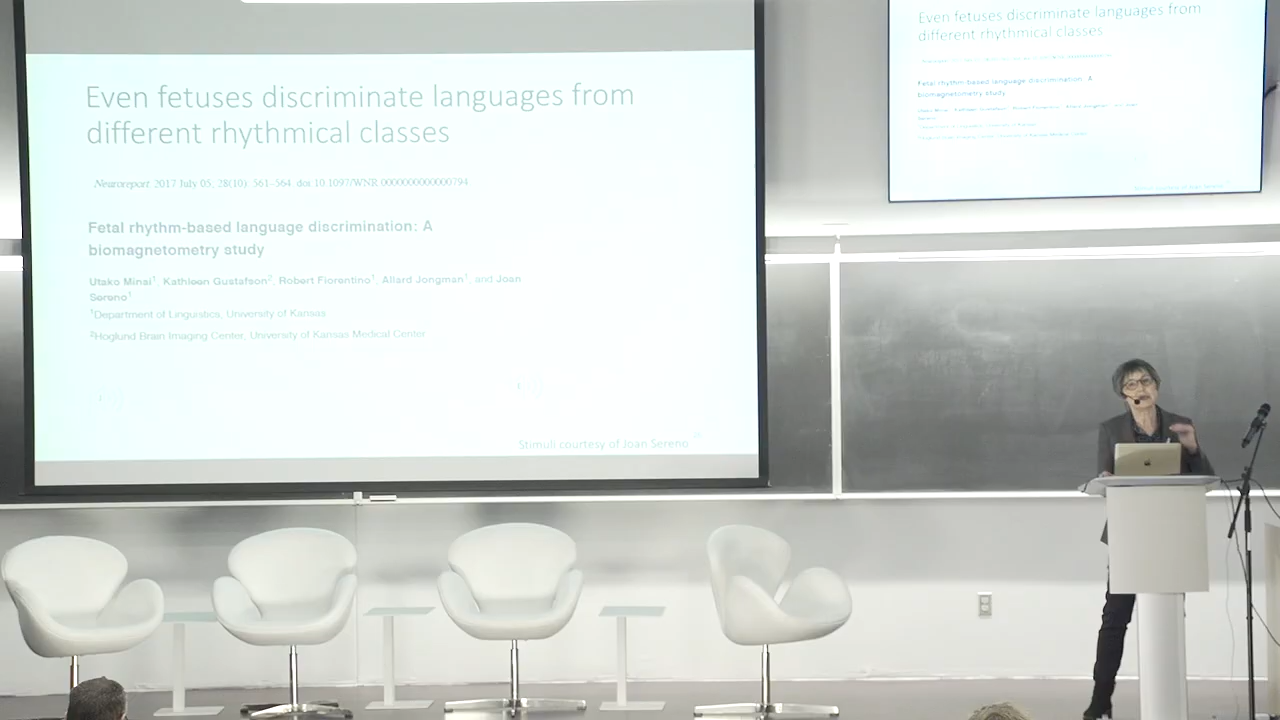 Even fetuses discriminate languages from
different rhythmical classes
Neuroreport 2017 July 05; 28(10): 561–564. doi:10.1097/WNR.0000000000000794.
Fetal rhythm-based language discrimination: A
biomagnetometry study
Utako Minai1, Kathleen Gustafson2, Robert Fiorentino1, Allard Jongman1, and Joan
Sereno1
1Department of Linguistics, University of Kansas
2Hoglund Brain Imaging Center, University of Kansas Medical Center
Stimuli courtesy of Joan Sereno
Even fetuses discriminate languages from
different rhythmical classes
Fetal rhythm-based language discrimination: A
biomagnetometry study